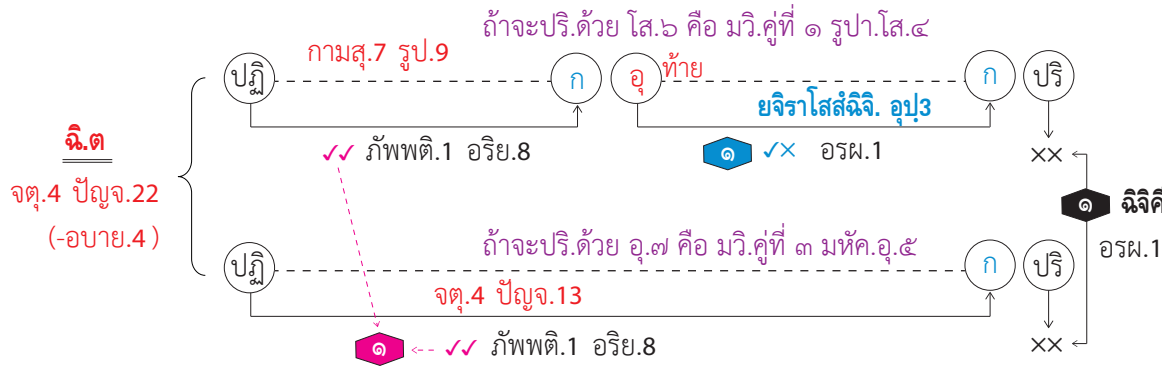 ถ้าจะปริ.ด้วย โส.๖ คือ มวิ.คู่ที่ ๑ รูปา.โส.๔
กามสุ.7 รูป.9
ปฏิ ก อุ ท้าย ก ปริ
ยจิราโสสํฉิจิ. อุปฺ3
✓✓ ภัพพติ.1 อริย.8
๑ ✓× อรผ.1
××
ฉิ.ต
จตุ.4 ปัญจ.22
(-อบาย.4 )
๑ ฉิจิคี
อรผ.1
ถ้าจะปริ.ด้วย อุ.๗ คือ มวิ.คู่ที่ ๓ มหัค.อุ.๕
ปฏิ ก ปริ
จตุ.4 ปัญจ.13
๑ ✓✓ ภัพพติ.1 อริย.8
××